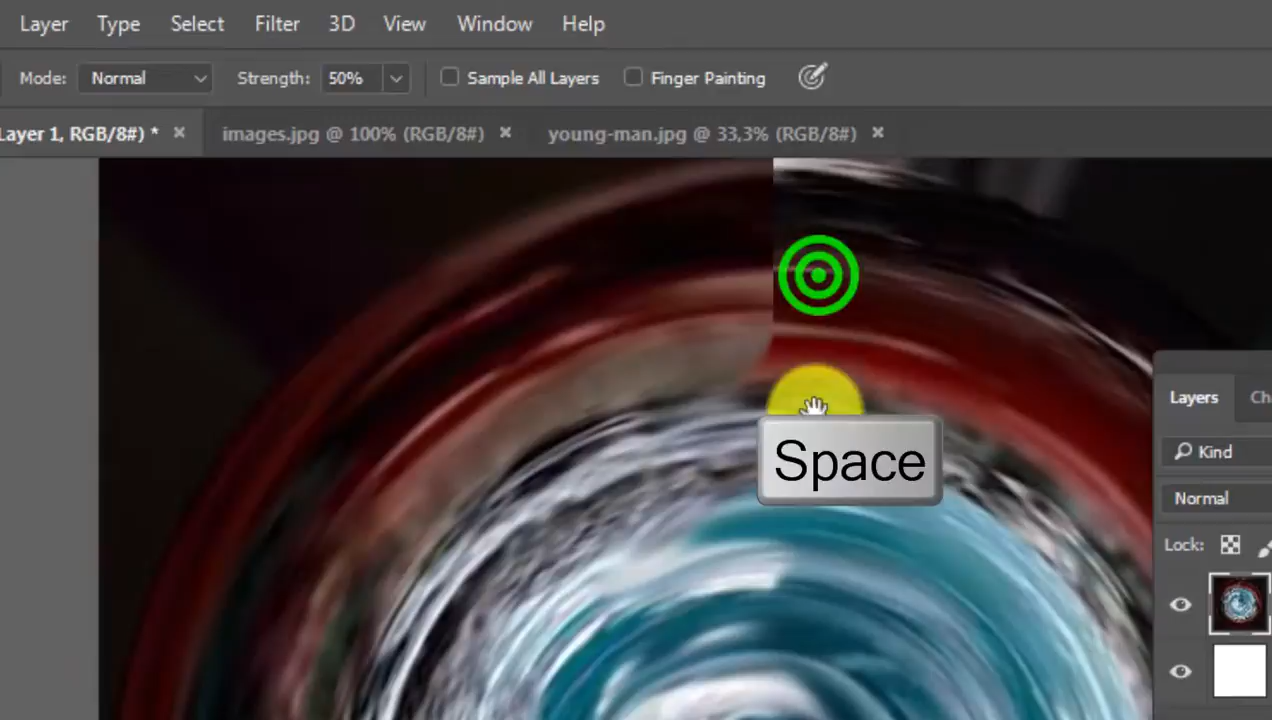 Layer Type Select Filter 3D View Window Help
Mode: Normal Strength: 50% Sample All Layers Finger Painting
Layer 1, RGB/8#) * × images.jpg @ 100% (RGB/8#) × young-man.jpg @ 33,3% (RGB/8#) ×
Layers Ch
Kind
Space
Normal
Lock: